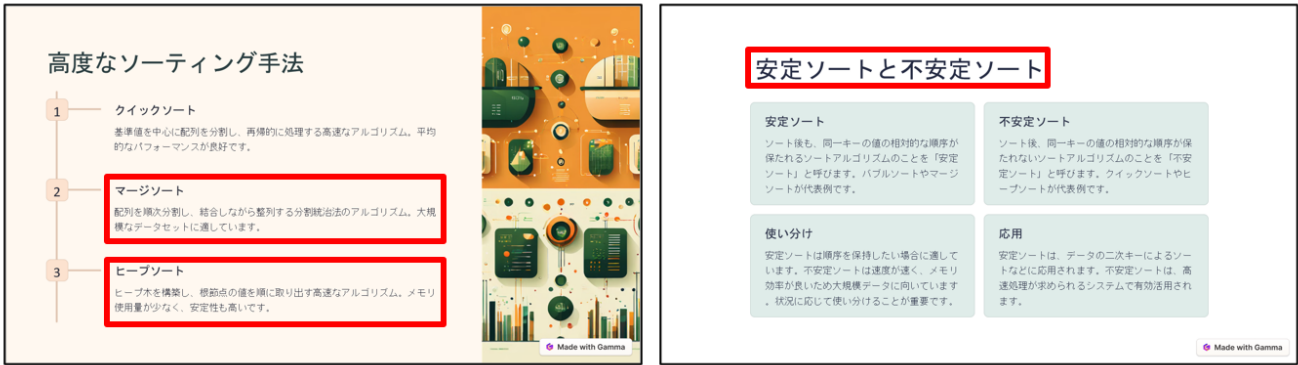 高度なソーティング手法
1
クイックソート
基準値を中心に配列を分割し、再帰的に処理する高速なアルゴリズム。平均
的なパフォーマンスが良好です。
2
マージソート
配列を順次分割し、結合しながら整列する分割統治法のアルゴリズム。大規
模なデータセットに適しています。
3
ヒープソート
ヒープ木を構築し、根節点の値を順に取り出す高速なアルゴリズム。メモリ
使用量が少なく、安定性も高いです。
Made with Gamma
安定ソートと不安定ソート
安定ソート
ソート後も、同一キーの値の相対的な順序が
保たれるソートアルゴリズムのことを「安定
ソート」と呼びます。バブルソートやマージ
ソートが代表例です。
不安定ソート
ソート後、同一キーの値の相対的な順序が保
たれないソートアルゴリズムのことを「不安
定ソート」と呼びます。クイックソートやヒ
ープソートが代表例です。
使い分け
安定ソートは順序を保持したい場合に適して
います。不安定ソートは速度が速く、メモリ
効率が良いため大規模データに向いています
。状況に応じて使い分けることが重要です。
応用
安定ソートは、データの二次キーによるソー
トなどに応用されます。不安定ソートは、高
速処理が求められるシステムで有効活用され
ます。
Made with Gamma